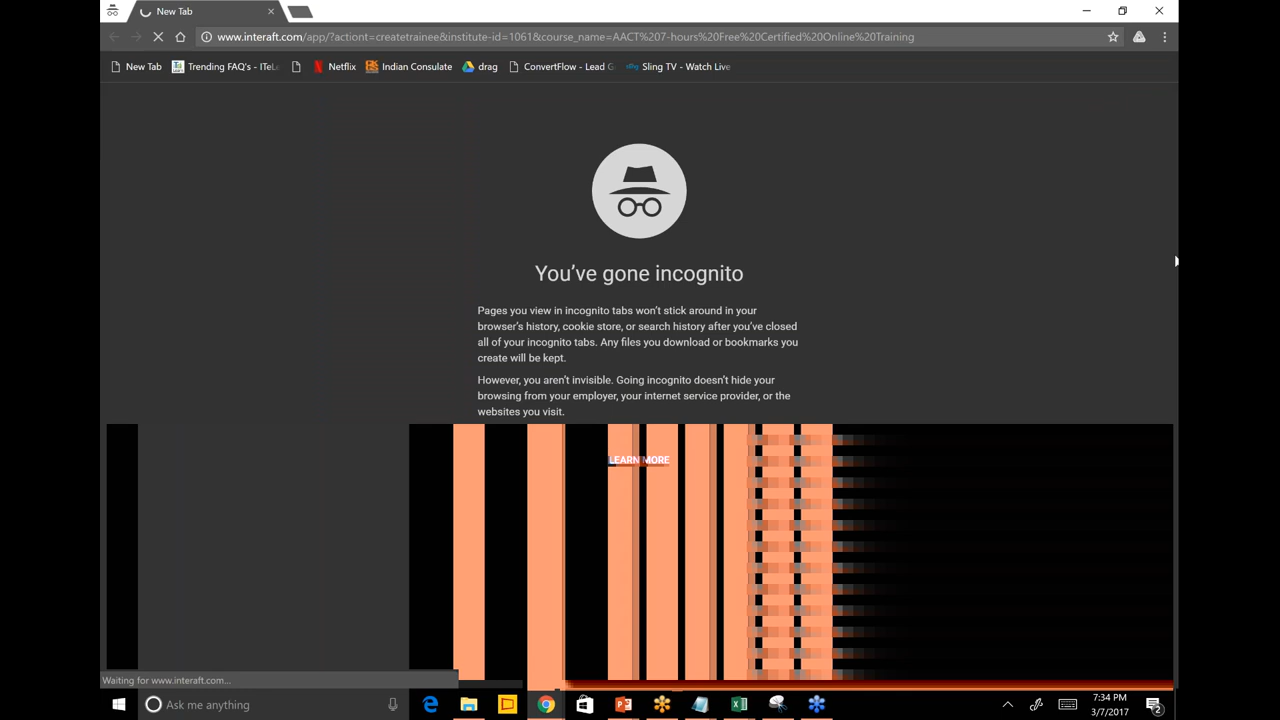 New Tab
www.interaft.com/app/?actiont=createtrainee&institute-id=1061&course_name=AACT%207-hours%20Free%20Certified%20Online%20Training
New Tab Trending FAQ's - ITeLe Netflix Indian Consulate drag ConvertFlow - Lead G Sling TV - Watch Live
You've gone incognito
Pages you view in incognito tabs won't stick around in your
browser's history, cookie store, or search history after you've closed
all of your incognito tabs. Any files you download or bookmarks you
create will be kept.
However, you aren't invisible. Going incognito doesn't hide your
browsing from your employer, your internet service provider, or the
websites you visit.
LEARN MORE
Waiting for www.interaft.com...
Ask me anything
7:34 PM
3/7/2017
2